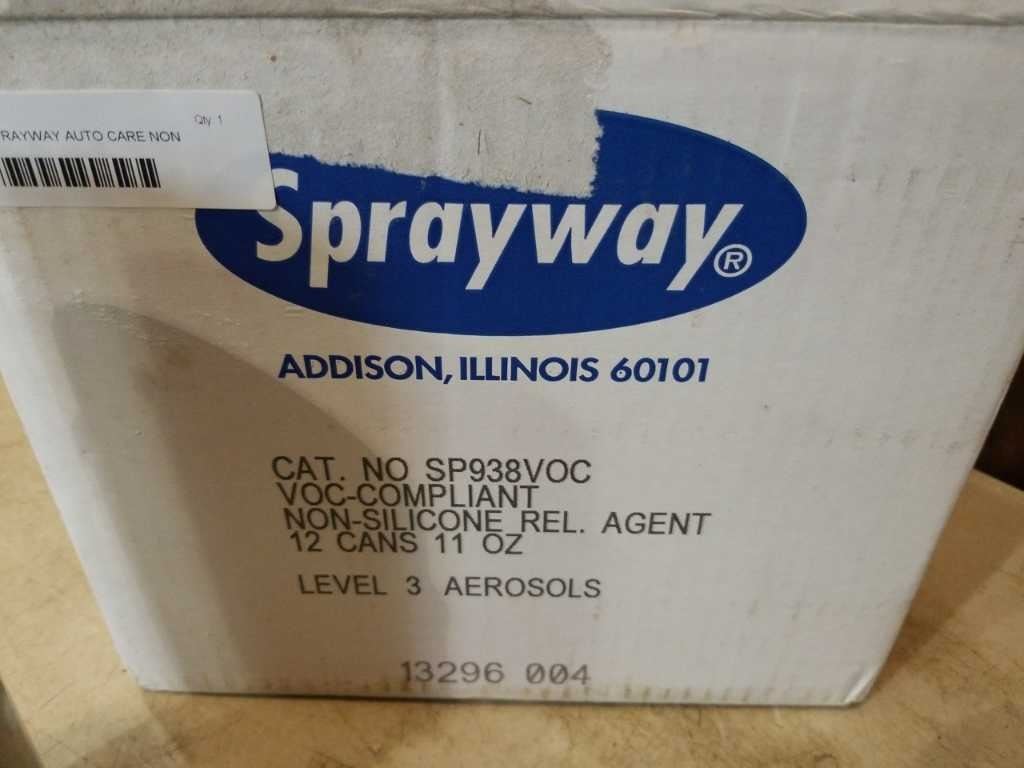 Qty 1
RAYWAY AUTO CARE NON
Sprayway®
ADDISON, ILLINOIS 60101
CAT. NO SP938VOC
VOC-COMPLIANT
NON-SILICONE REL. AGENT
12 CANS 11 OZ
LEVEL 3 AEROSOLS
13296 004